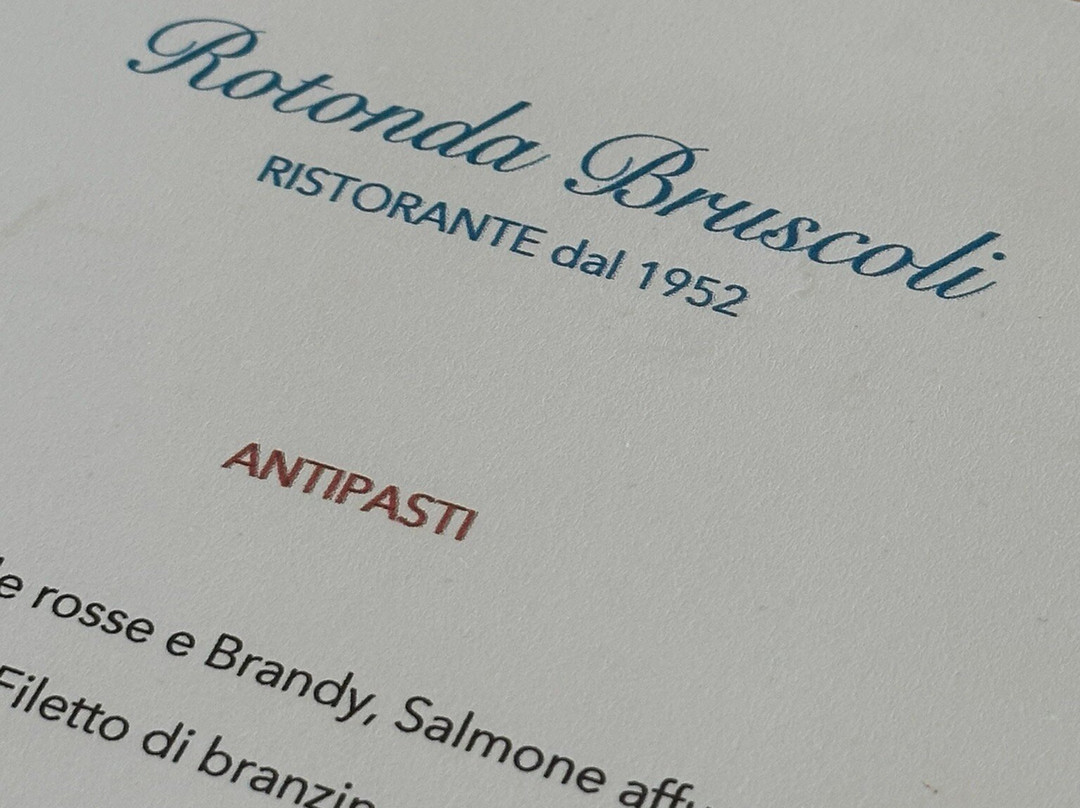 Rotonda Bruscoli
RISTORANTE dal 1952
ANTIPASTI
rosse e Brandy, Salmone
Filetto di